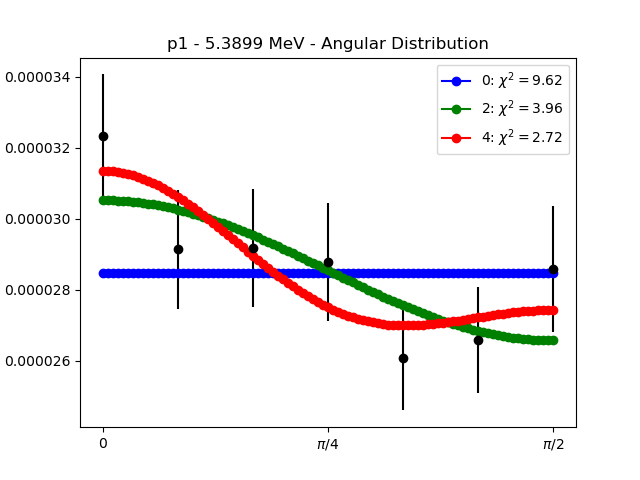 p1 - 5.3899 MeV - Angular Distribution
0: χ² = 9.62
2: χ² = 3.96
4: χ² = 2.72
0.000034
0.000032
0.000030
0.000028
0.000026
0 π/4 π/2